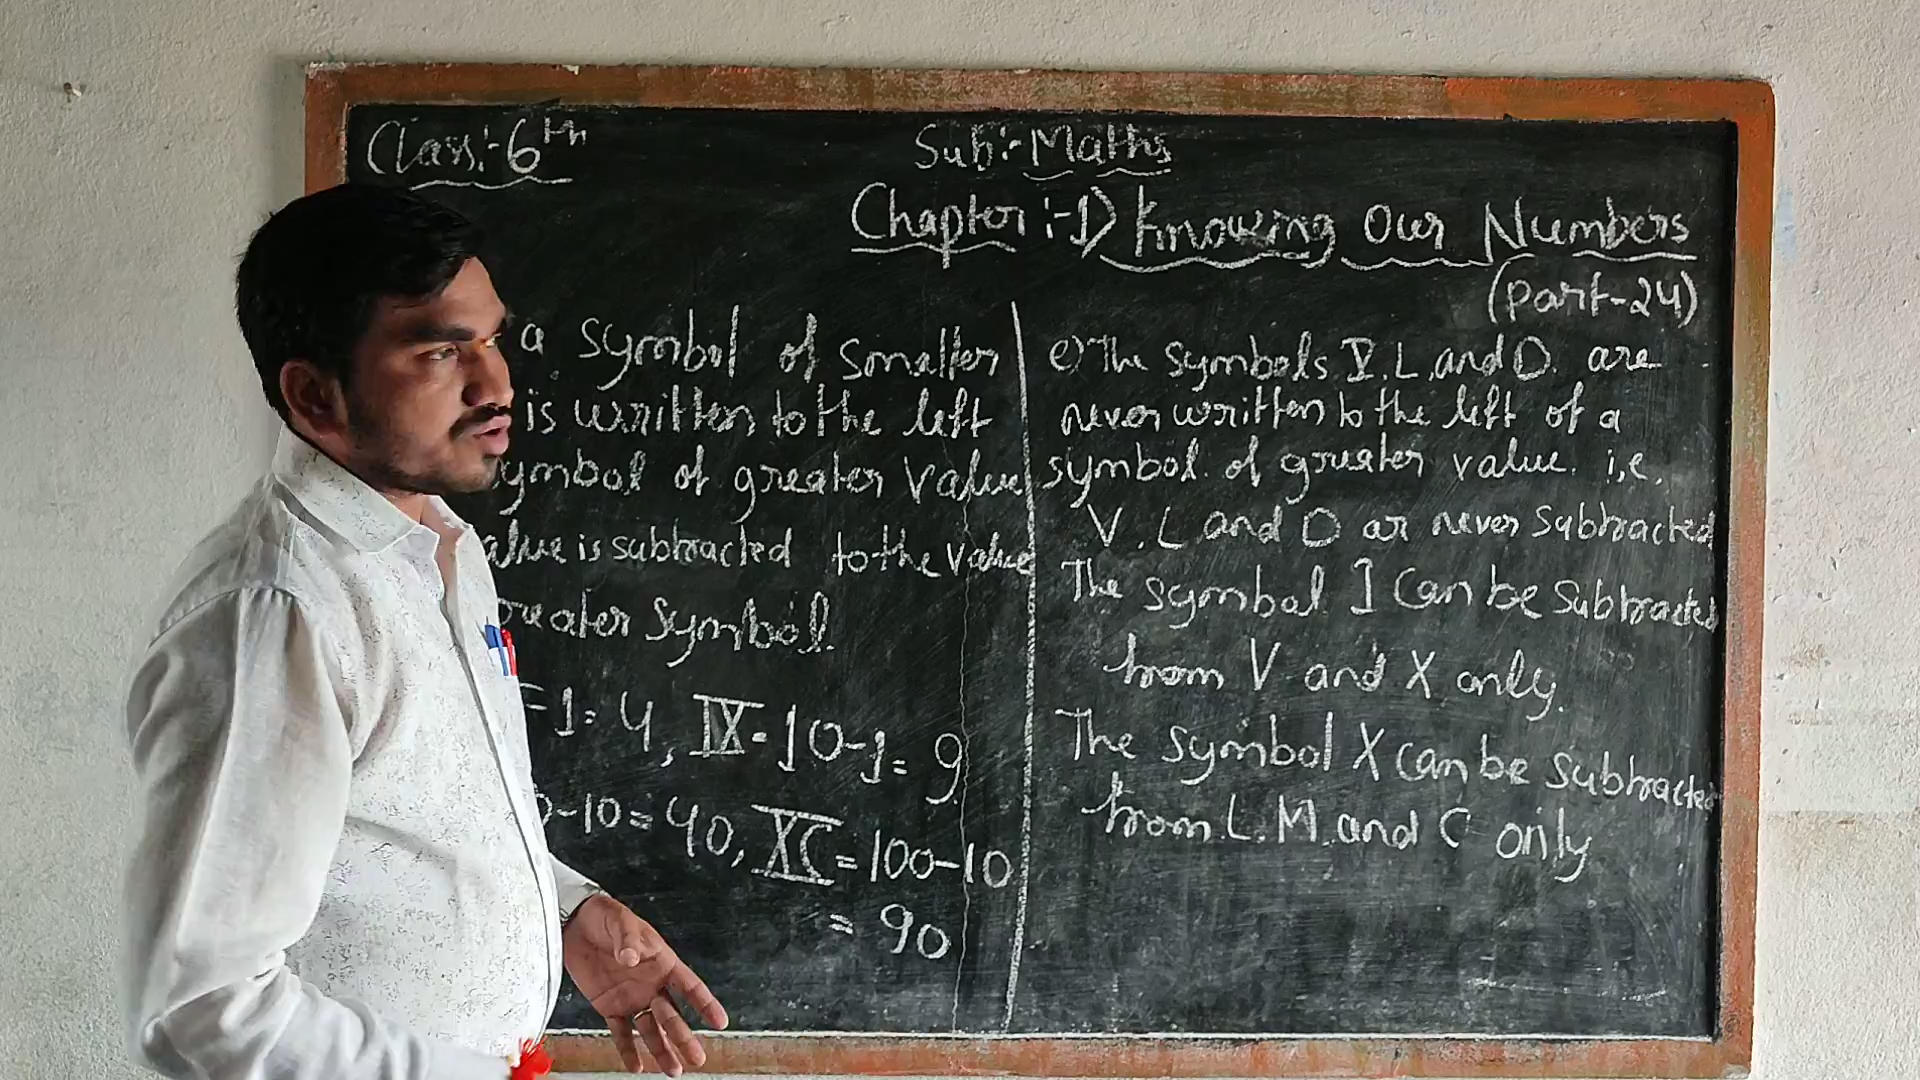 Class:-6th
Sub:-Maths
Chapter:-1) Knowing Our Numbers
(Part-24)
a symbol of smaller
is written to the left
ymbol of greater value
alue is subtracted to the value
reater symbol.
=1= 4, IX= 10-1= 9
0-10=40, XC=100-10
= 90
e) The symbols V, L, and D. are
never written to the left of a
symbol. of greater value. i,e.
V, L and D ar never Subtracted
The symbol I Can be Subtracted
from V and X only.
The symbol X can be Subtracted
from L. M. and C only